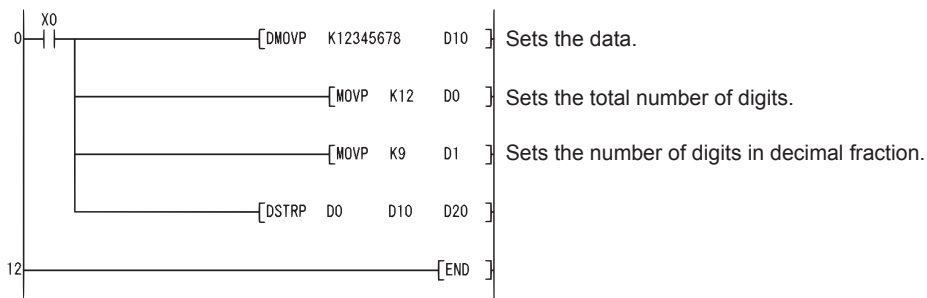 X0
0 DMOVP K12345678 D10 Sets the data.
MOVP K12 D0 Sets the total number of digits.
MOVP K9 D1 Sets the number of digits in decimal fraction.
DSTRP D0 D10 D20
12 END